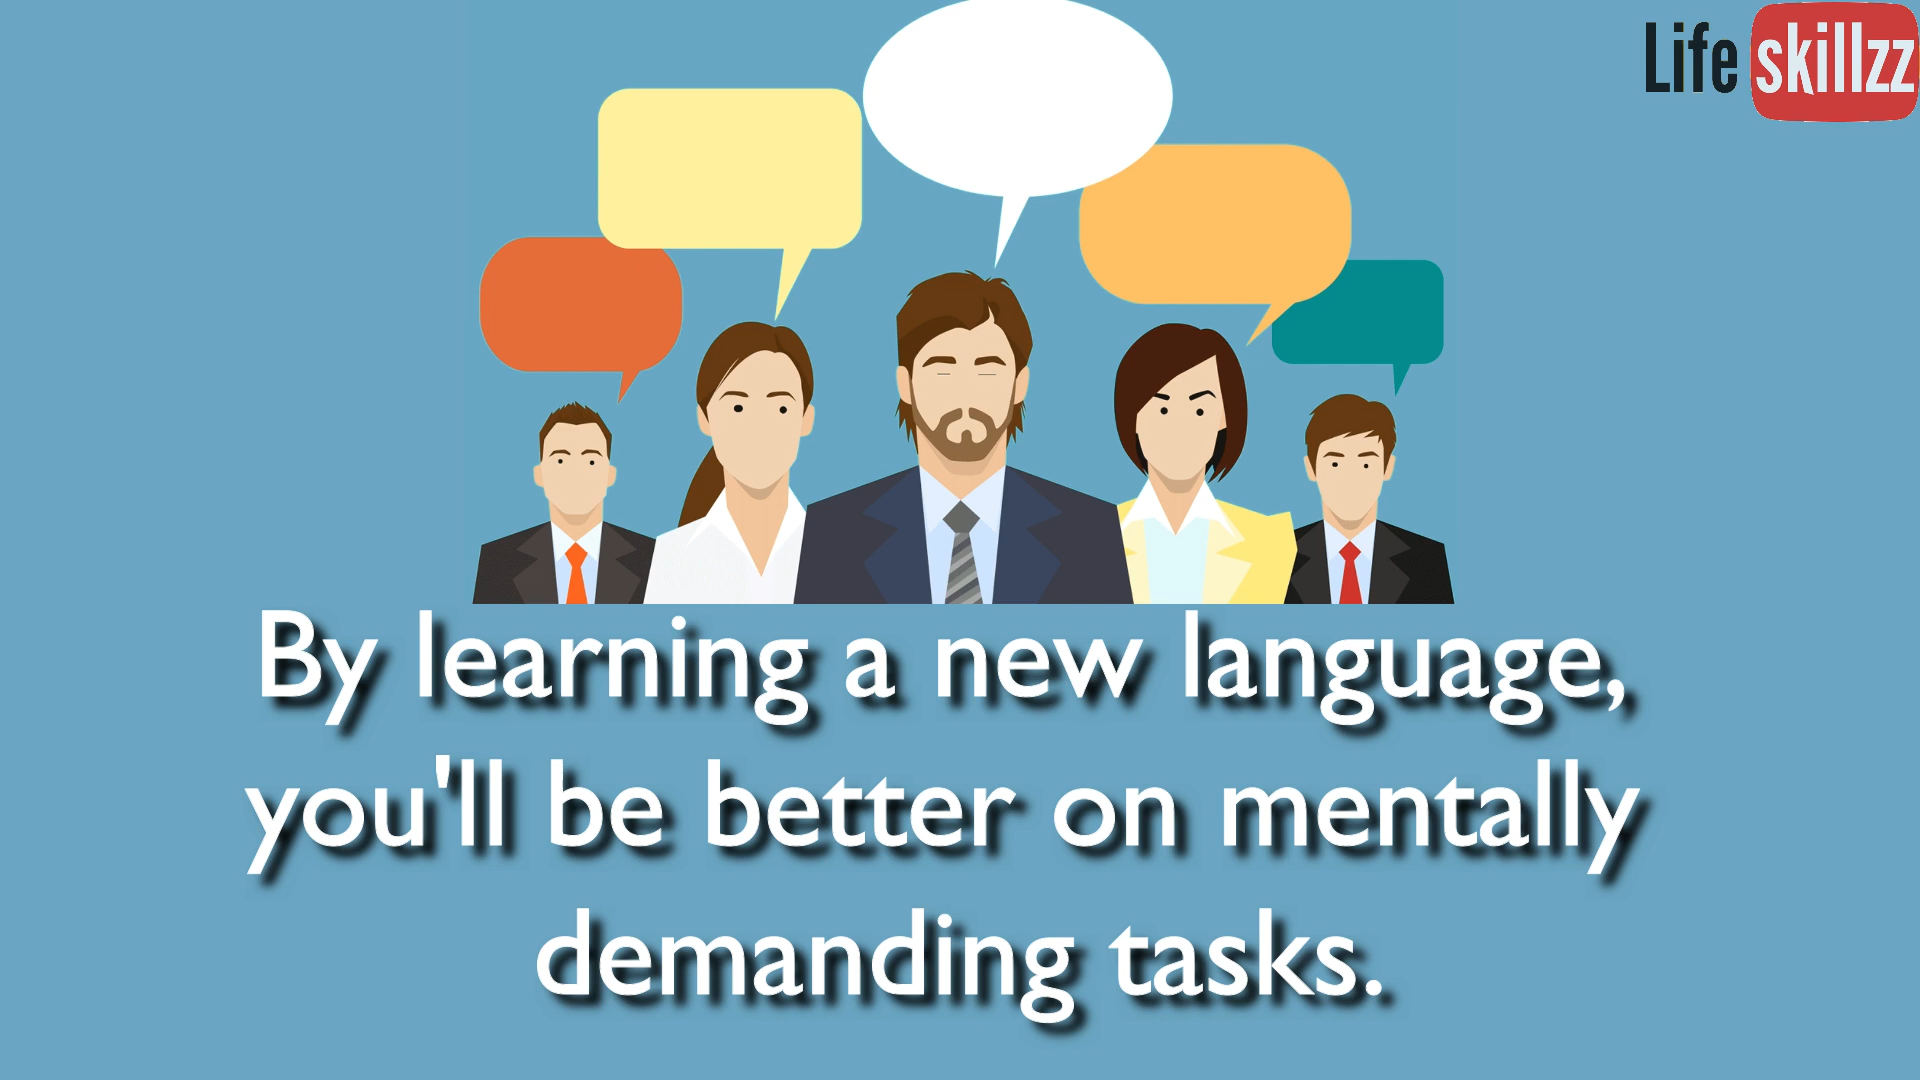 Life skillzz
By learning a new language,
you'll be better on mentally
demanding tasks.